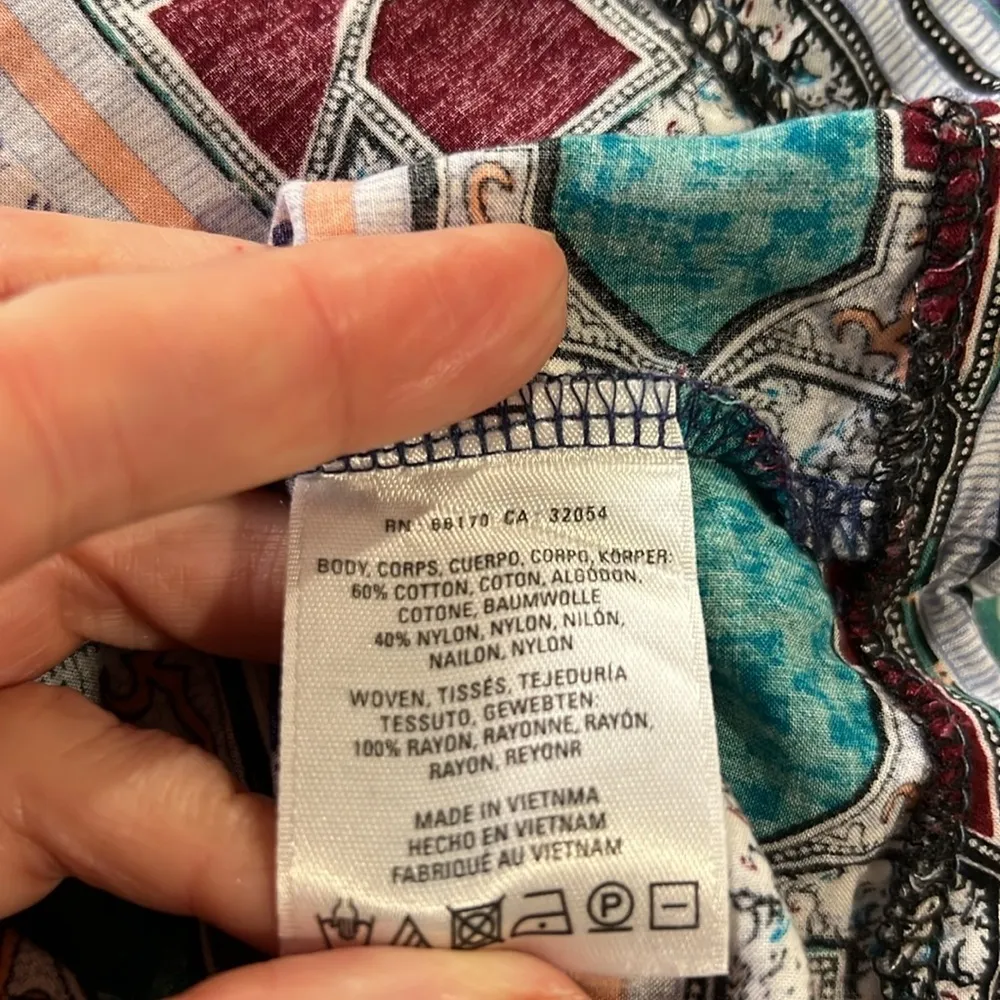 RN 66170 CA 32054
BODY, CORPS, CUERPO, CORPO, KÖRPER:
60% COTTON, COTON, ALGODON,
COTONE, BAUMWOLLE
40% NYLON, NYLON, NILÓN,
NAILON, NYLON
WOVEN, TISSÉS, TEJEDURÍA
TESSUTO, GEWEBTEN:
100% RAYON, RAYONNE, RAYÓN,
RAYON, REYONR
MADE IN VIETNMA
HECHO EN VIETNAM
FABRIQUÉ AU VIETNAM
P